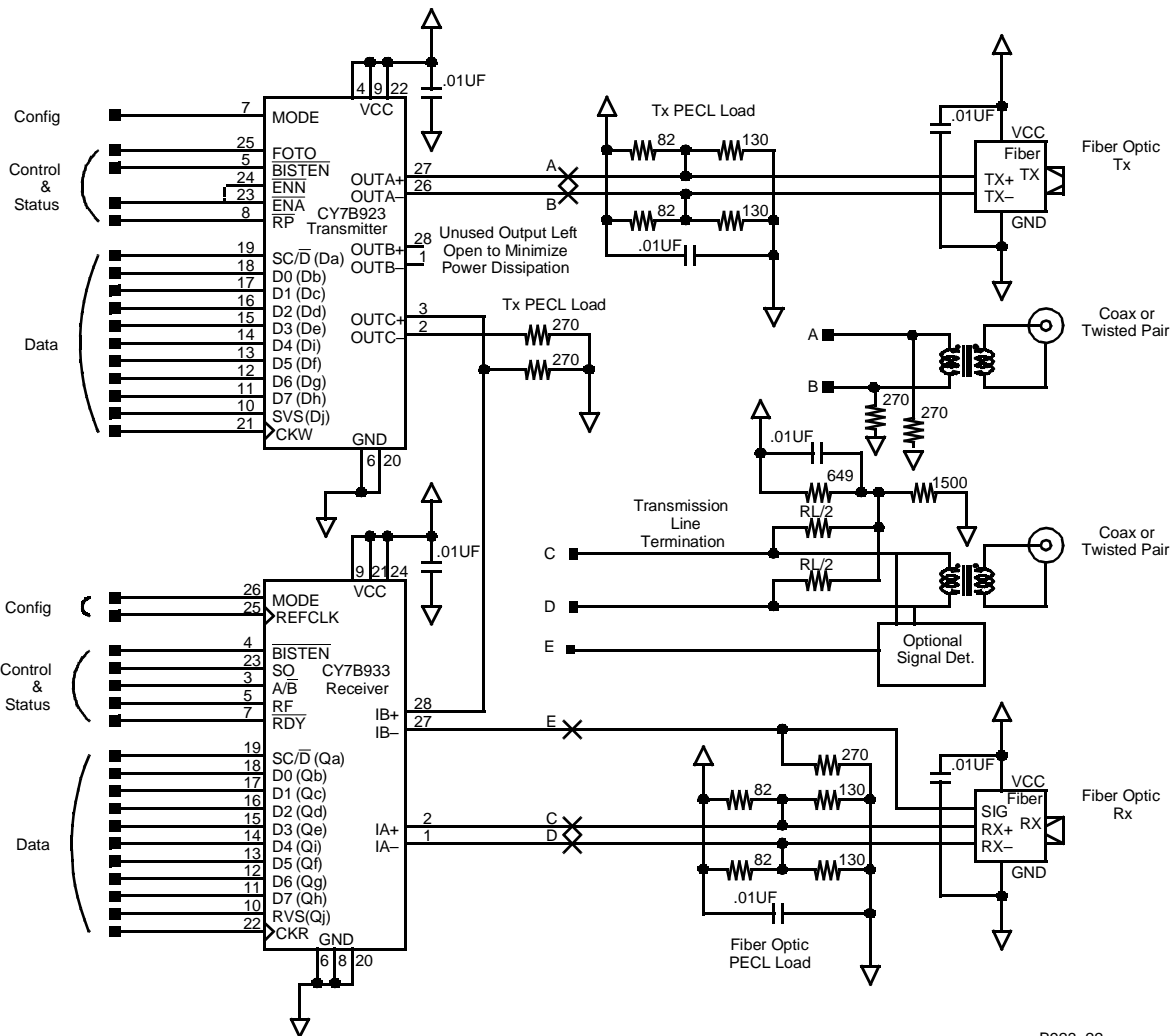 .01UF
4 9 22
VCC
Config
7
MODE
Control
&
Status
25
FOTO
5
BISTEN
24
ENN
23
ENA
8
RP
CY7B923
Transmitter
OUTA+
27
OUTA–
26
OUTB+
28
OUTB–
1
Unused Output Left
Open to Minimize
Power Dissipation
OUTC+
3
OUTC–
2
Data
19
SC/D (Da)
18
D0 (Db)
17
D1 (Dc)
16
D2 (Dd)
15
D3 (De)
14
D4 (Di)
13
D5 (Df)
12
D6 (Dg)
11
D7 (Dh)
10
SVS(Dj)
21
CKW
GND
6 20
Tx PECL Load
270
270
A
B
Tx PECL Load
82
130
82
130
.01UF
.01UF
VCC
Fiber
TX
TX+
TX–
GND
Fiber Optic
Tx
A
B
270
270
Coax or
Twisted Pair
.01UF
649
1500
RL/2
RL/2
Transmission
Line
Termination
C
D
E
Optional
Signal Det.
Coax or
Twisted Pair
.01UF
9 21 24
VCC
Config
26
MODE
25
REFCLK
Control
&
Status
4
BISTEN
23
SO
3
A/B
5
RF
7
RDY
CY7B933
Receiver
IB+
28
IB–
27
Data
19
SC/D (Qa)
18
D0 (Qb)
17
D1 (Qc)
16
D2 (Qd)
15
D3 (Qe)
14
D4 (Qi)
13
D5 (Qf)
12
D6 (Qg)
11
D7 (Qh)
10
RVS(Qj)
22
CKR
IA+
2
IA–
1
GND
6 8 20
E
C
D
270
82
130
82
130
.01UF
Fiber Optic
PECL Load
.01UF
VCC
Fiber
SIG
RX
RX+
RX–
GND
Fiber Optic
Rx